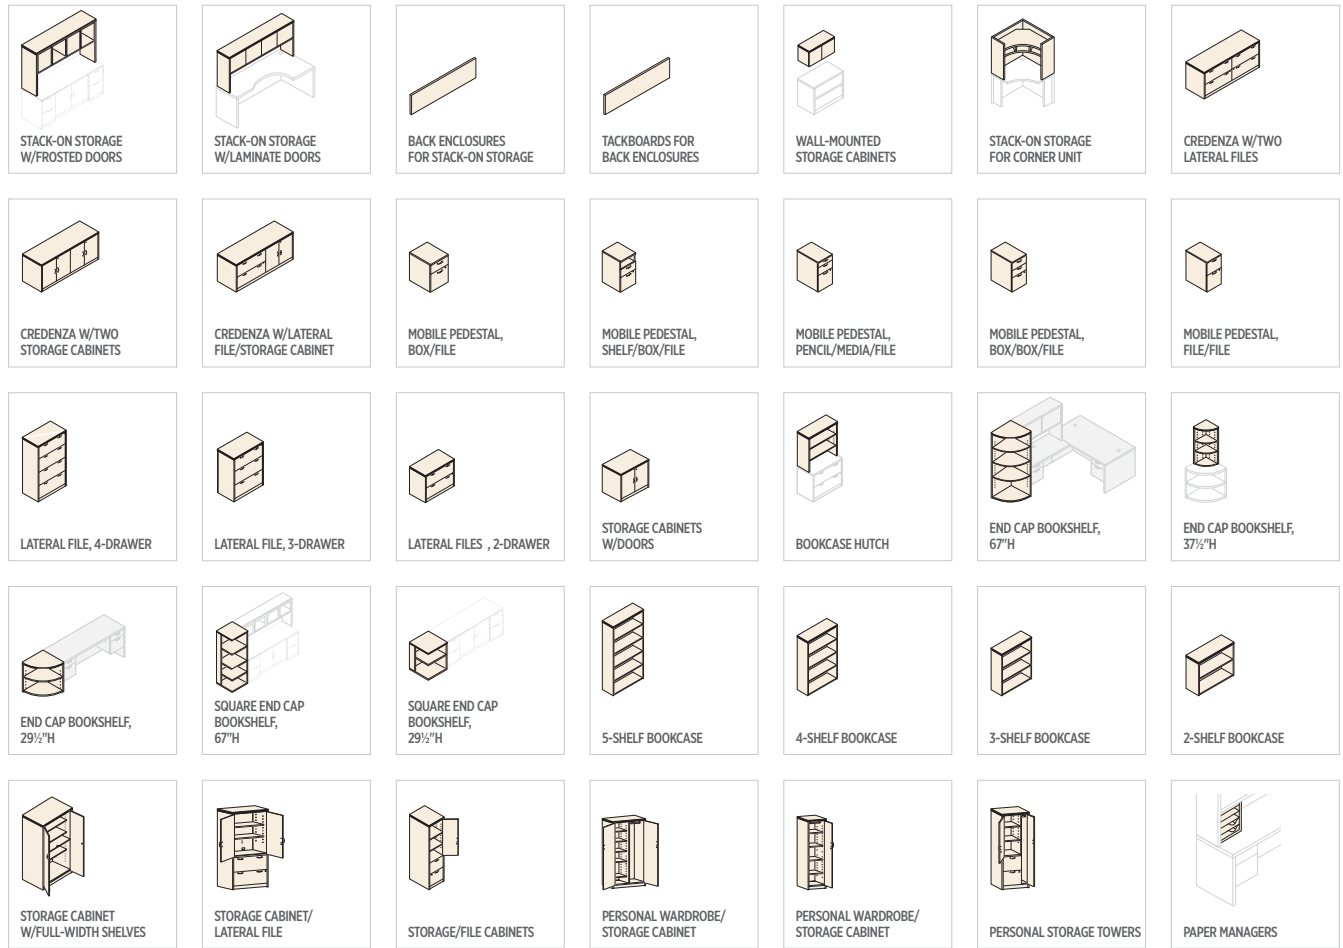 STACK-ON STORAGE
W/FROSTED DOORS
STACK-ON STORAGE
W/LAMINATE DOORS
BACK ENCLOSURES
FOR STACK-ON STORAGE
TACKBOARDS FOR
BACK ENCLOSURES
WALL-MOUNTED
STORAGE CABINETS
STACK-ON STORAGE
FOR CORNER UNIT
CREDENZA W/TWO
LATERAL FILES
CREDENZA W/TWO
STORAGE CABINETS
CREDENZA W/LATERAL
FILE/STORAGE CABINET
MOBILE PEDESTAL,
BOX/FILE
MOBILE PEDESTAL,
SHELF/BOX/FILE
MOBILE PEDESTAL,
PENCIL/MEDIA/FILE
MOBILE PEDESTAL,
BOX/BOX/FILE
MOBILE PEDESTAL,
FILE/FILE
LATERAL FILE, 4-DRAWER
LATERAL FILE, 3-DRAWER
LATERAL FILES , 2-DRAWER
STORAGE CABINETS
W/DOORS
BOOKCASE HUTCH
END CAP BOOKSHELF,
67"H
END CAP BOOKSHELF,
37½"H
END CAP BOOKSHELF,
29½"H
SQUARE END CAP
BOOKSHELF,
67"H
SQUARE END CAP
BOOKSHELF,
29½"H
5-SHELF BOOKCASE
4-SHELF BOOKCASE
3-SHELF BOOKCASE
2-SHELF BOOKCASE
STORAGE CABINET
W/FULL-WIDTH SHELVES
STORAGE CABINET/
LATERAL FILE
STORAGE/FILE CABINETS
PERSONAL WARDROBE/
STORAGE CABINET
PERSONAL WARDROBE/
STORAGE CABINET
PERSONAL STORAGE TOWERS
PAPER MANAGERS